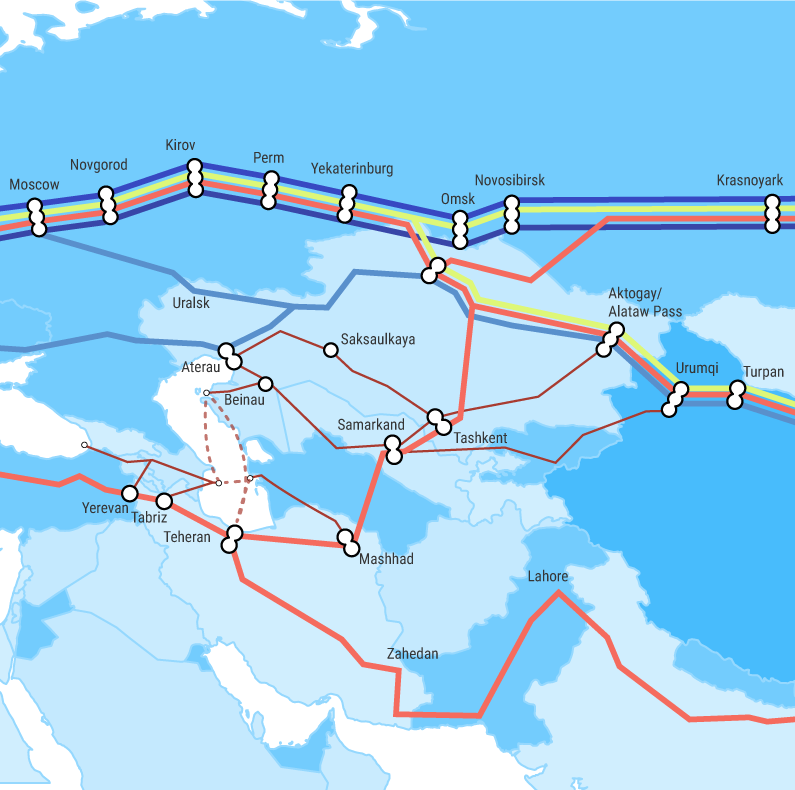 Kirov
Novgorod
Perm
Moscow
Yekaterinburg
Omsk
Novosibirsk
Krasnoyark
Uralsk
Aktogay/
Alataw Pass
Saksaulkaya
Aterau
Urumqi
Turpan
Beinau
Samarkand
Tashkent
Yerevan
Tabriz
Teheran
Mashhad
Lahore
Zahedan